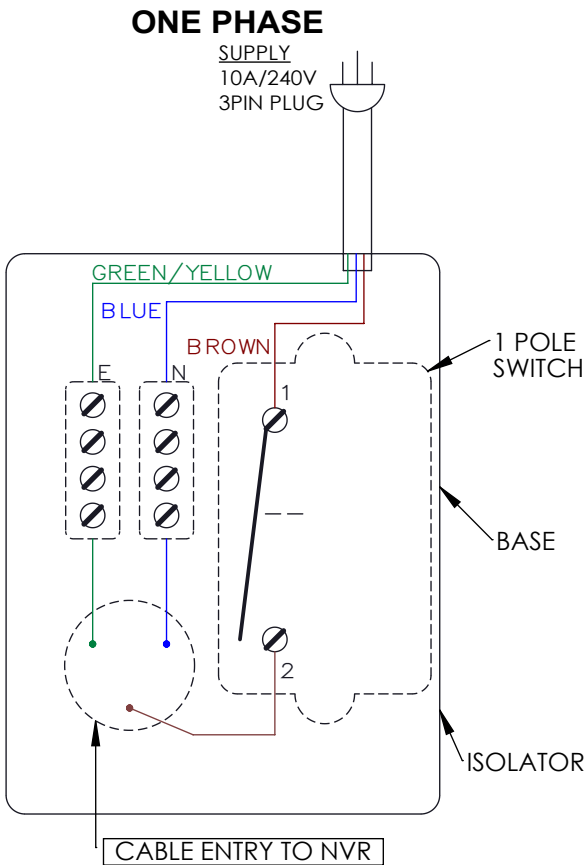 ONE PHASE
SUPPLY
10A/240V
3PIN PLUG
GREEN/YELLOW
BLUE
BROWN
1 POLE
SWITCH
E
N
1
BASE
2
ISOLATOR
CABLE ENTRY TO NVR